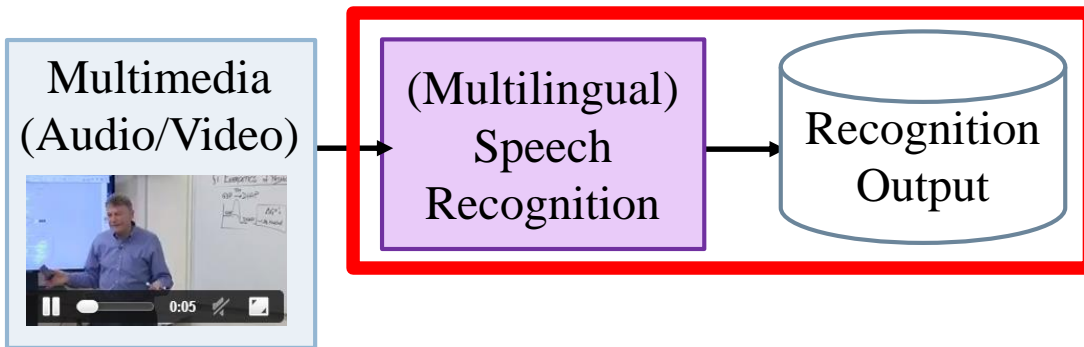 Multimedia
(Audio/Video)
0:05
(Multilingual)
Speech
Recognition
Recognition
Output